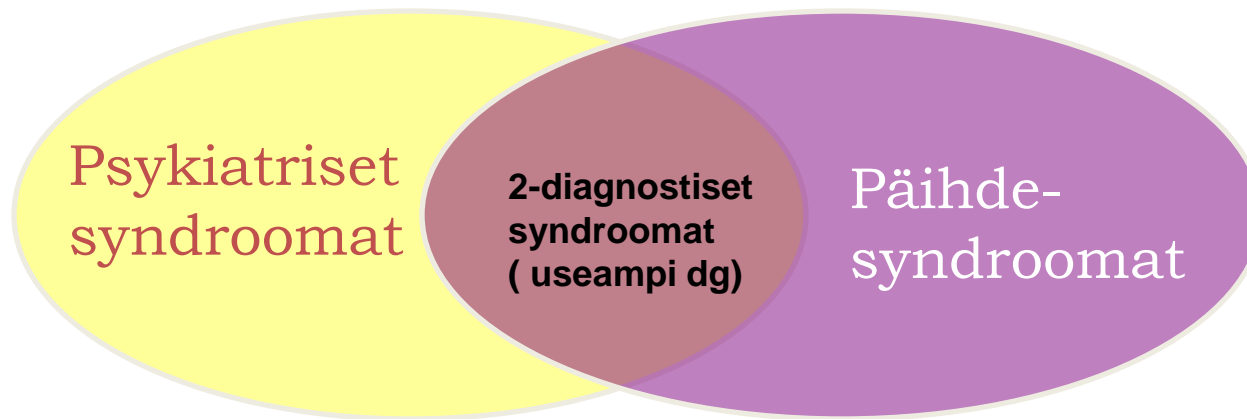 Psykiatriset
syndroomat
2-diagnostiset
syndroomat
( useampi dg)
Päihde-
syndroomat